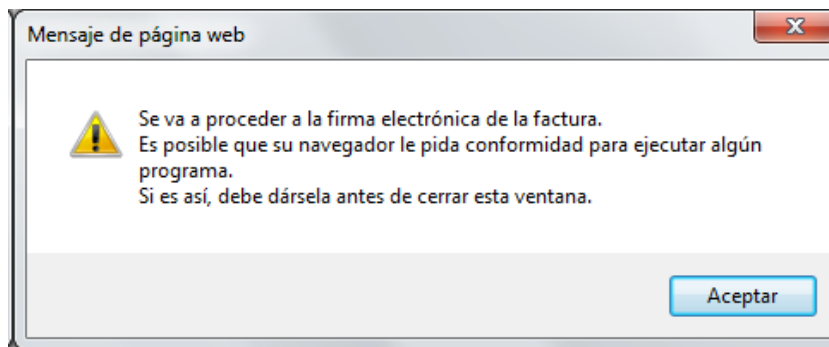 Mensaje de página web
Se va a proceder a la firma electrónica de la factura.
Es posible que su navegador le pida conformidad para ejecutar algún
programa.
Si es así, debe dársela antes de cerrar esta ventana.
Aceptar